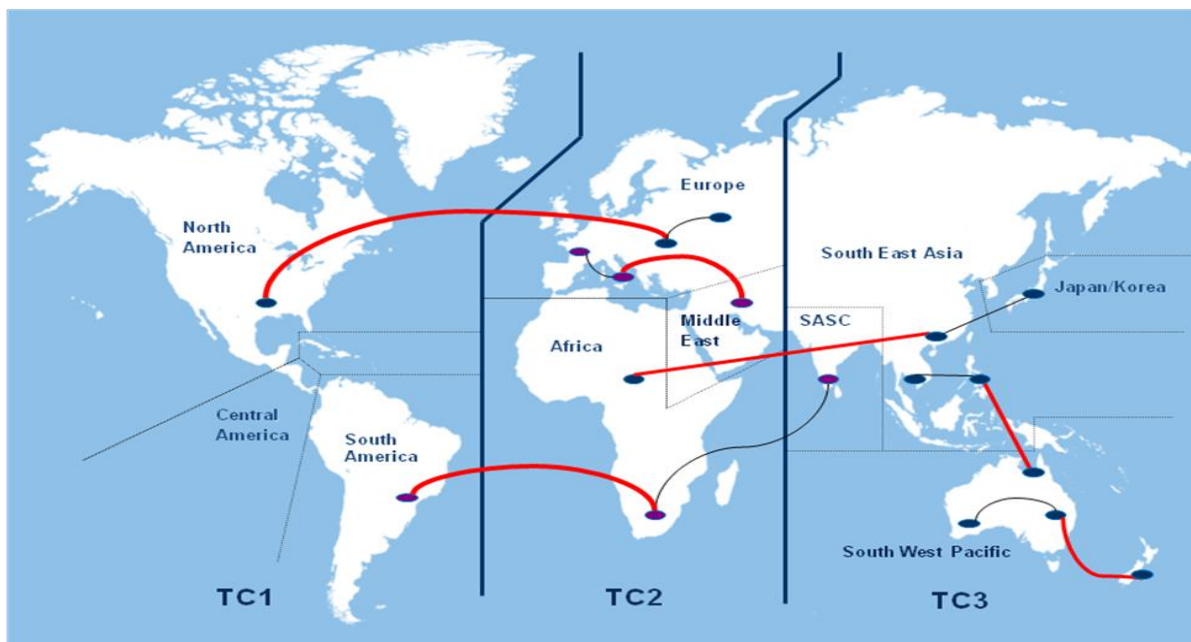 Europe
North
America
South East Asia
Japan/Korea
Middle
East
SASC
Africa
Central
America
South
America
South West Pacific
TC1
TC2
TC3